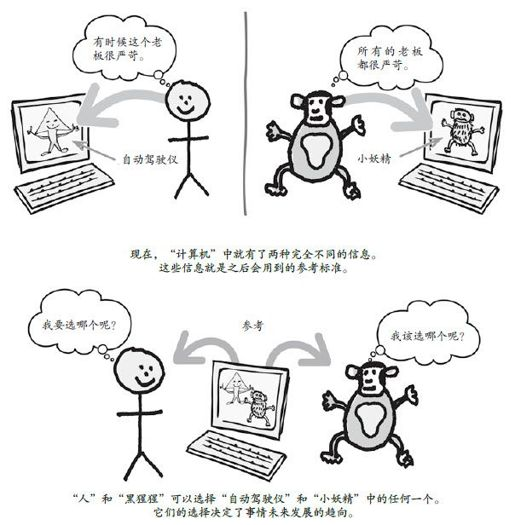 有时候这个老
板很严苛。
所有的老板
都很严苛。
自动驾驶仪
小妖精
现在，“计算机”中就有了两种完全不同的信息。
这些信息就是之后会用到的参考标准。
我要选哪个呢？
参考
我该选哪个呢？
“人”和“黑猩猩”可以选择“自动驾驶仪”和“小妖精”中的任何一个。
它们的选择决定了事情未来发展的趋向。